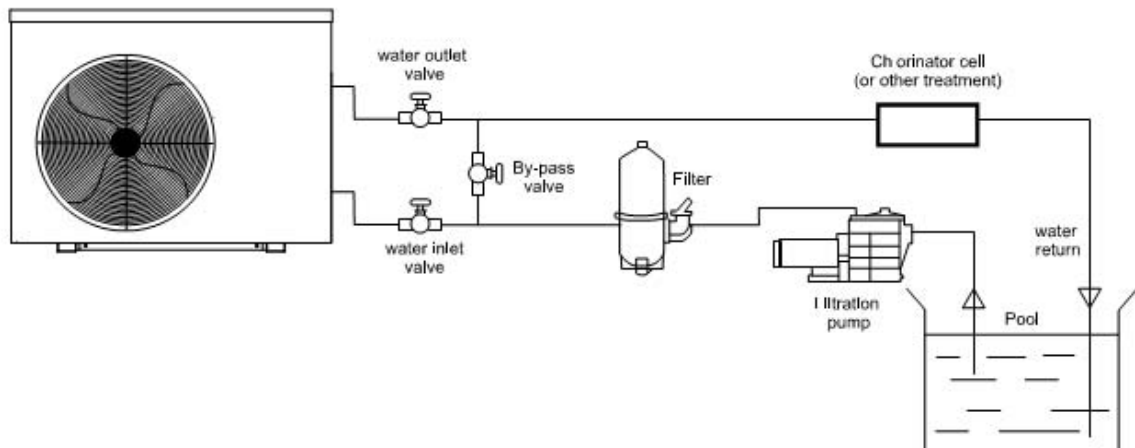 water outlet
valve
Ch orinator cell
(or other treatment)
By-pass
valve
Filter
water inlet
valve
water
return
I iltration
pump
Pool